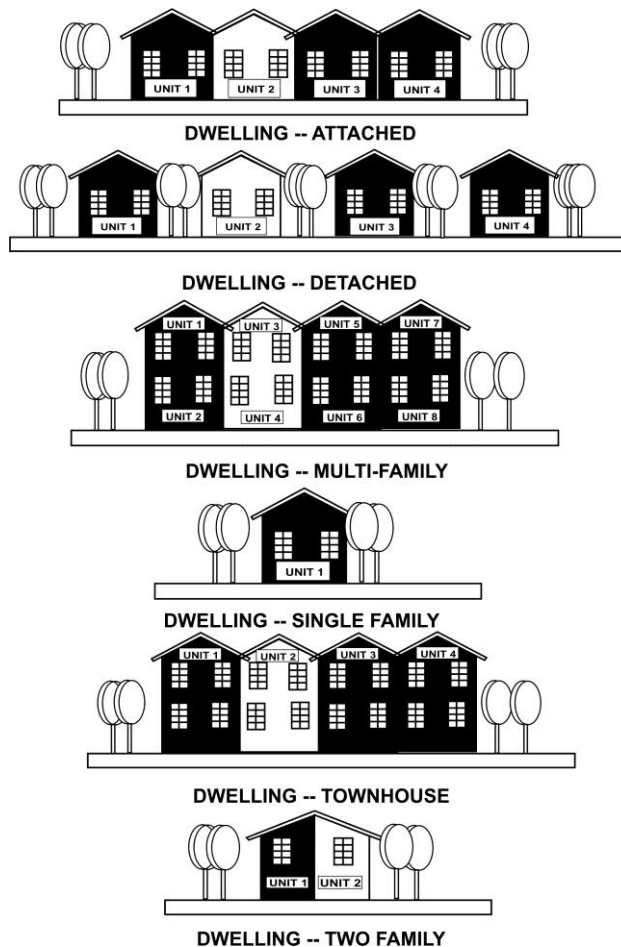 UNIT 1 UNIT 2 UNIT 3 UNIT 4
DWELLING -- ATTACHED
UNIT 1 UNIT 2 UNIT 3 UNIT 4
DWELLING -- DETACHED
UNIT 1 UNIT 3 UNIT 5 UNIT 7
UNIT 2 UNIT 4 UNIT 6 UNIT 8
DWELLING -- MULTI-FAMILY
UNIT 1
DWELLING -- SINGLE FAMILY
UNIT 1 UNIT 2 UNIT 3 UNIT 4
DWELLING -- TOWNHOUSE
UNIT 1 UNIT 2
DWELLING -- TWO FAMILY